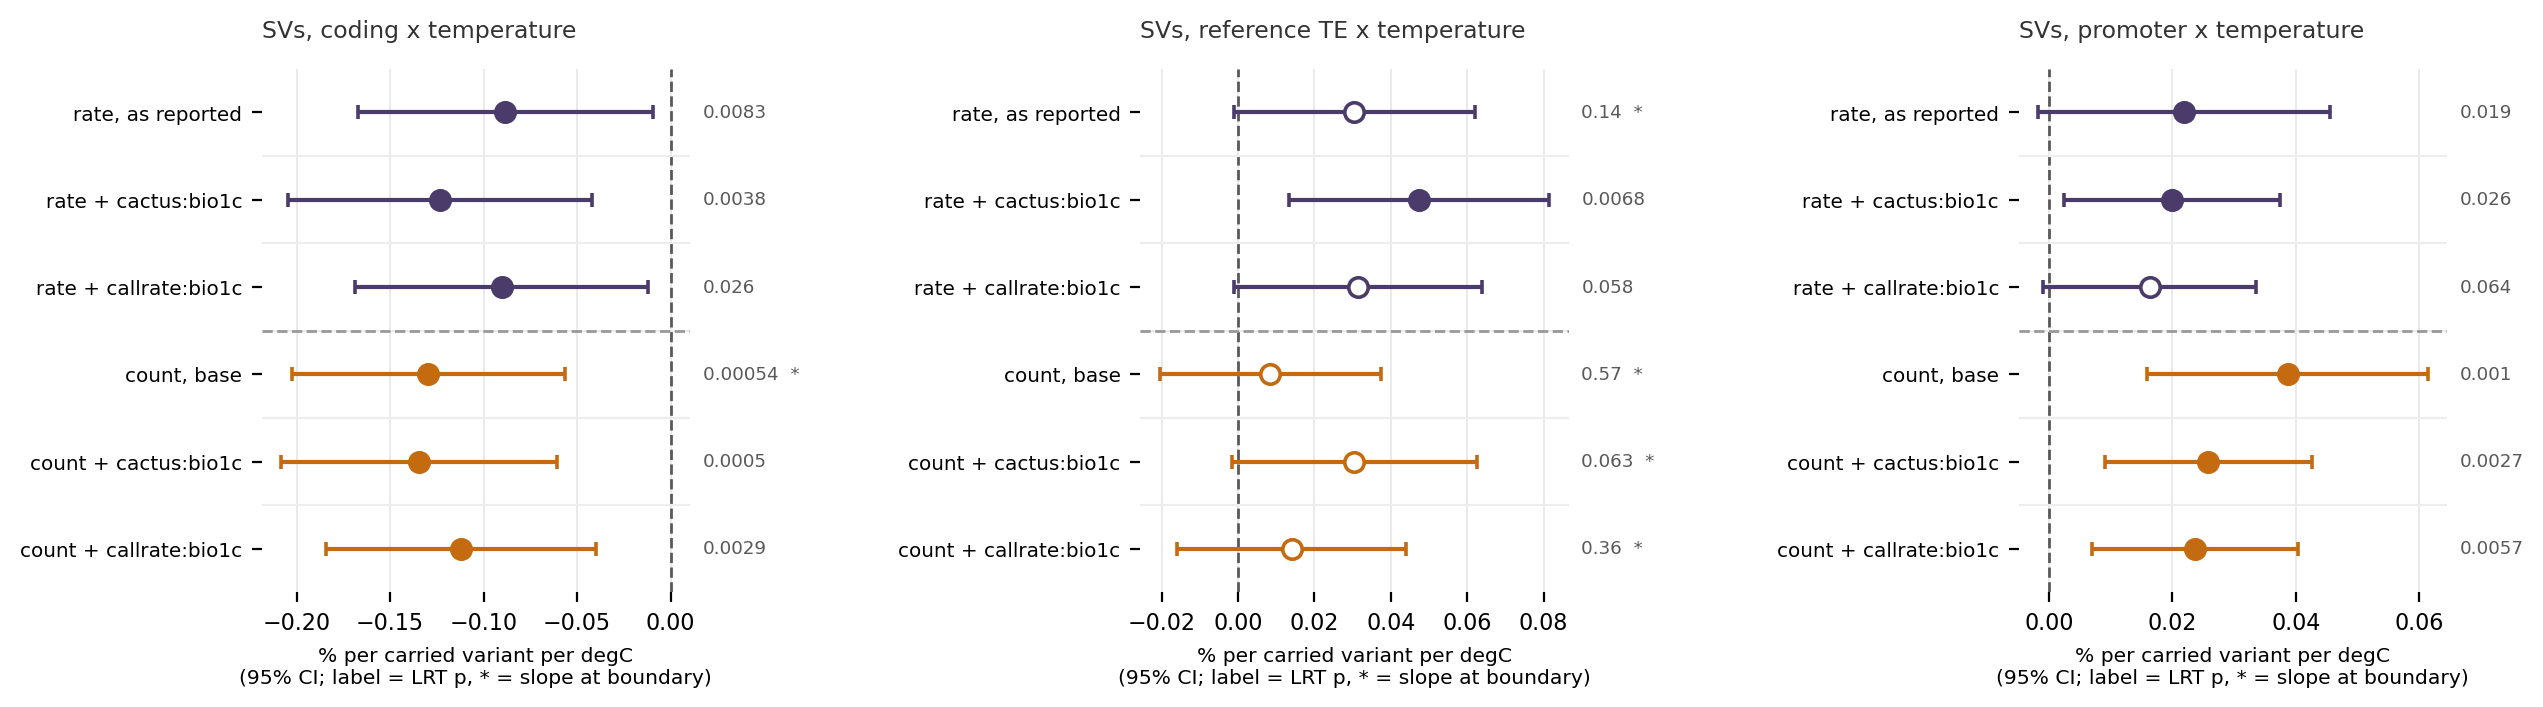 SVs, coding x temperature
rate, as reported
0.0083
rate + cactus:bio1c
0.0038
rate + callrate:bio1c
0.026
count, base
0.00054 *
count + cactus:bio1c
0.0005
count + callrate:bio1c
0.0029
−0.20 −0.15 −0.10 −0.05 0.00
% per carried variant per degC
(95% CI; label = LRT p, * = slope at boundary)
SVs, reference TE x temperature
rate, as reported
0.14 *
rate + cactus:bio1c
0.0068
rate + callrate:bio1c
0.058
count, base
0.57 *
count + cactus:bio1c
0.063 *
count + callrate:bio1c
0.36 *
−0.02 0.00 0.02 0.04 0.06 0.08
% per carried variant per degC
(95% CI; label = LRT p, * = slope at boundary)
SVs, promoter x temperature
rate, as reported
0.019
rate + cactus:bio1c
0.026
rate + callrate:bio1c
0.064
count, base
0.001
count + cactus:bio1c
0.0027
count + callrate:bio1c
0.0057
0.00 0.02 0.04 0.06
% per carried variant per degC
(95% CI; label = LRT p, * = slope at boundary)